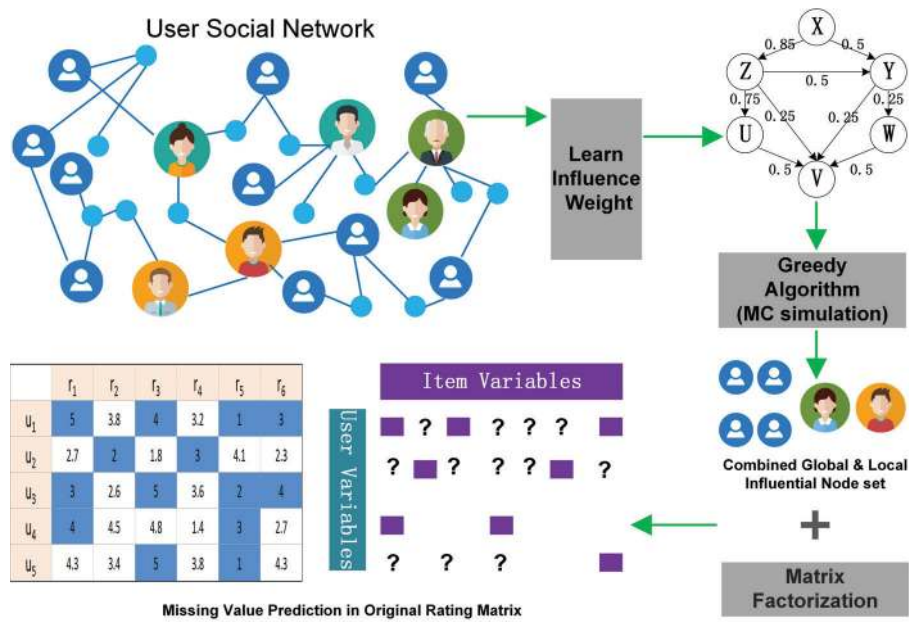 User Social Network
Learn
Influence
Weight
X
0.85
0.5
Z
Y
0.5
0.75
0.25
0.25
0.25
U
W
0.5
0.5
V
Greedy
Algorithm
(MC simulation)
Combined Global & Local
Influential Node set
+
Matrix
Factorization
Item Variables
User Variables
? ? ? ?
? ? ? ? ?
? ? ?
r1 r2 r3 r4 r5 r6
u1 5 3.8 4 3.2 1 3
u2 2.7 2 1.8 3 4.1 2.3
u3 3 2.6 5 3.6 2 4
u4 4 4.5 4.8 1.4 3 2.7
u5 4.3 3.4 5 3.8 1 4.3
Missing Value Prediction in Original Rating Matrix